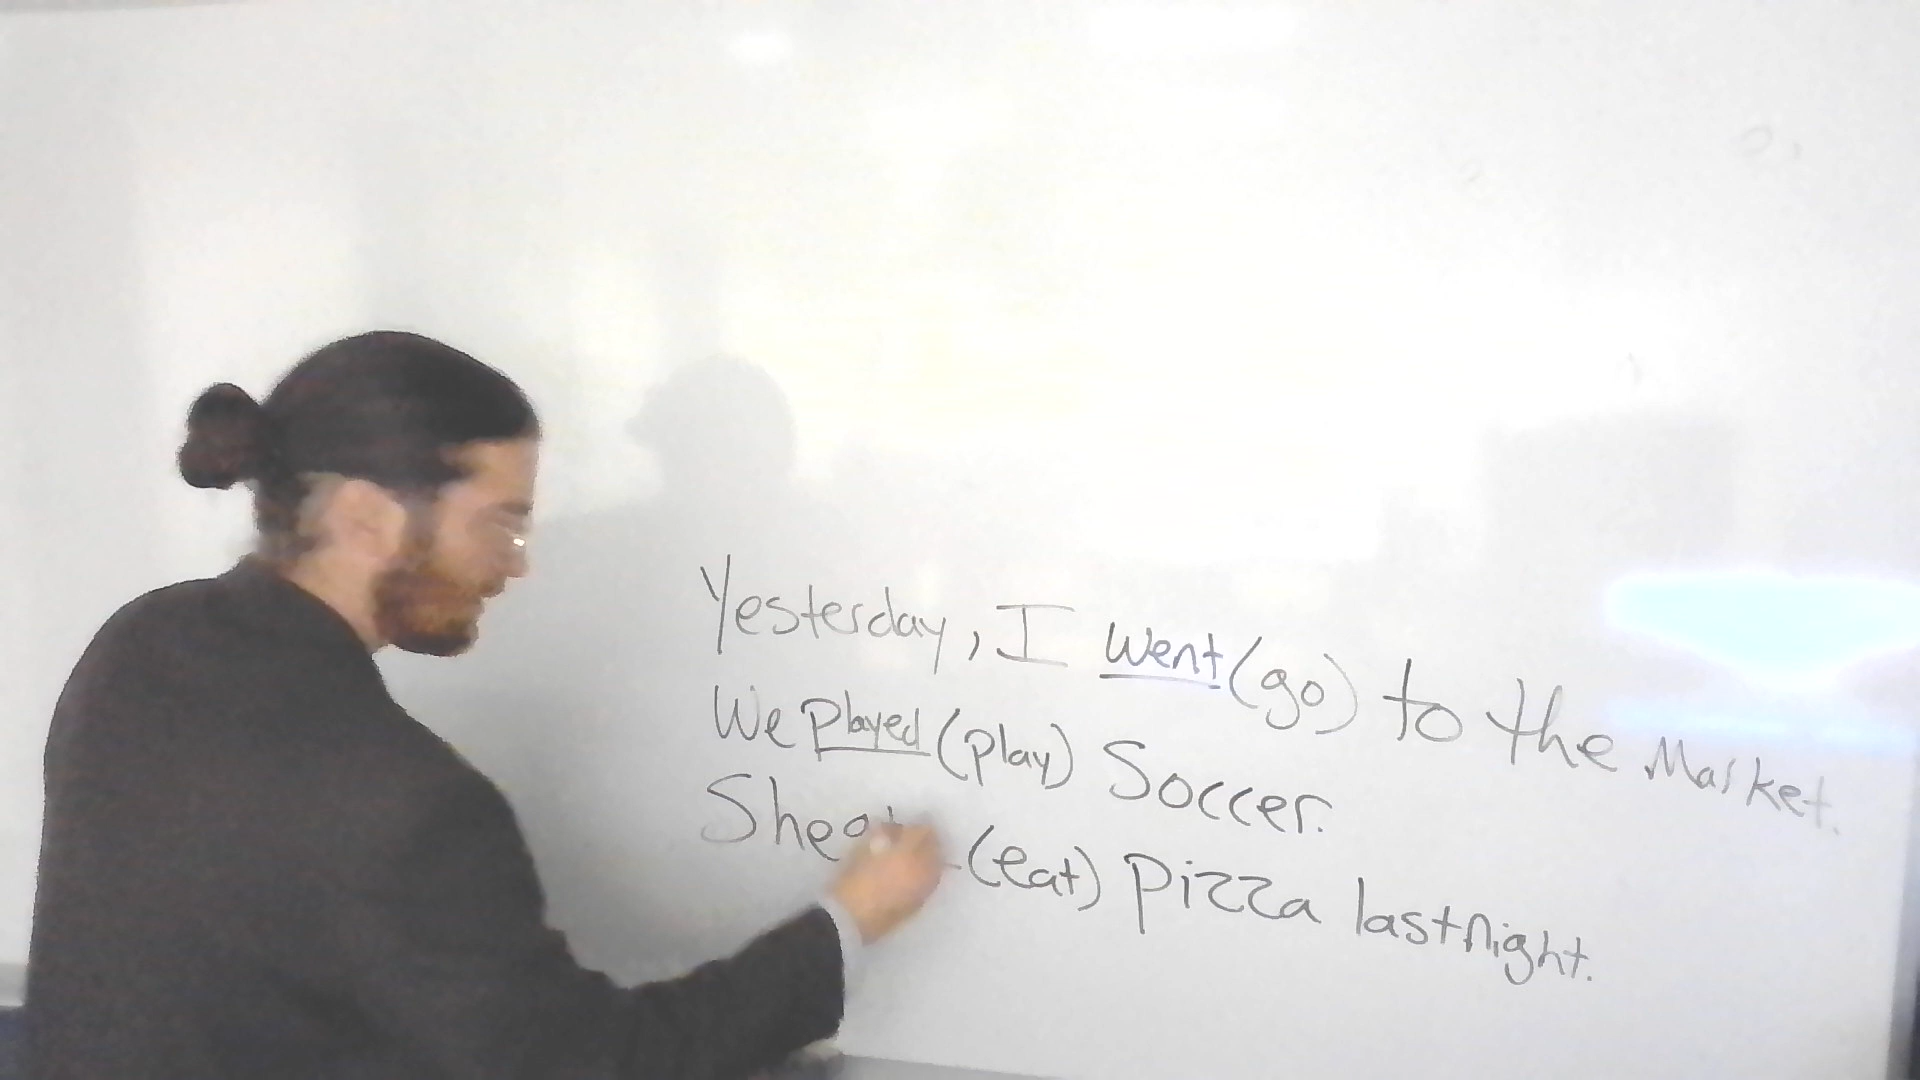 Yesterday, I went (go) to the Market.
We played (play) Soccer.
She (eat) pizza last night.